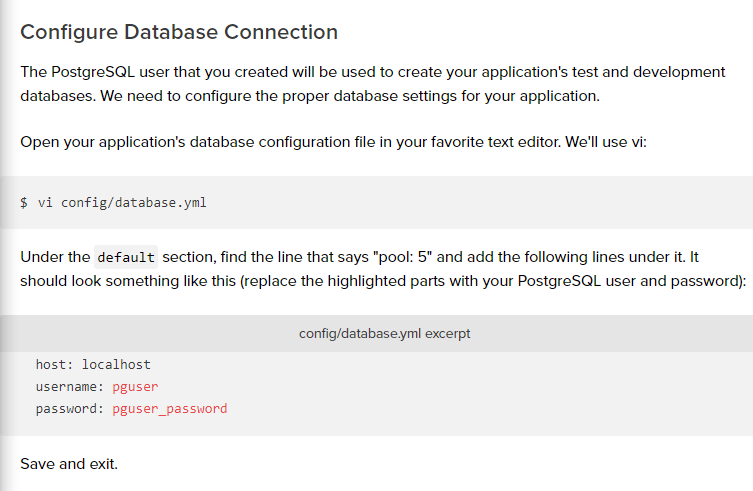 Configure Database Connection
The PostgreSQL user that you created will be used to create your application's test and development
databases. We need to configure the proper database settings for your application.
Open your application's database configuration file in your favorite text editor. We'll use vi:
$ vi config/database.yml
Under the default section, find the line that says "pool: 5" and add the following lines under it. It
should look something like this (replace the highlighted parts with your PostgreSQL user and password):
config/database.yml excerpt
host: localhost
username: pguser
password: pguser_password
Save and exit.